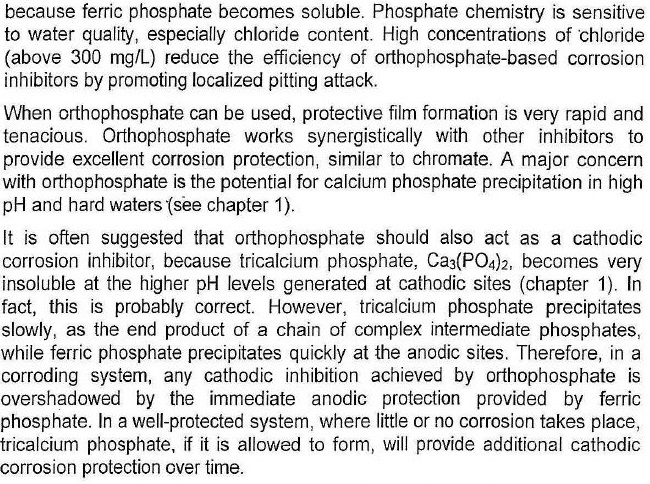 because ferric phosphate becomes soluble. Phosphate chemistry is sensitive
to water quality, especially chloride content. High concentrations of chloride
(above 300 mg/L) reduce the efficiency of orthophosphate-based corrosion
inhibitors by promoting localized pitting attack.
When orthophosphate can be used, protective film formation is very rapid and
tenacious. Orthophosphate works synergistically with other inhibitors to
provide excellent corrosion protection, similar to chromate. A major concern
with orthophosphate is the potential for calcium phosphate precipitation in high
pH and hard waters (see chapter 1).
It is often suggested that orthophosphate should also act as a cathodic
corrosion inhibitor, because tricalcium phosphate, Ca₃(PO₄)₂, becomes very
insoluble at the higher pH levels generated at cathodic sites (chapter 1). In
fact, this is probably correct. However, tricalcium phosphate precipitates
slowly, as the end product of a chain of complex intermediate phosphates,
while ferric phosphate precipitates quickly at the anodic sites. Therefore, in a
corroding system, any cathodic inhibition achieved by orthophosphate is
overshadowed by the immediate anodic protection provided by ferric
phosphate. In a well-protected system, where little or no corrosion takes place,
tricalcium phosphate, if it is allowed to form, will provide additional cathodic
corrosion protection over time.